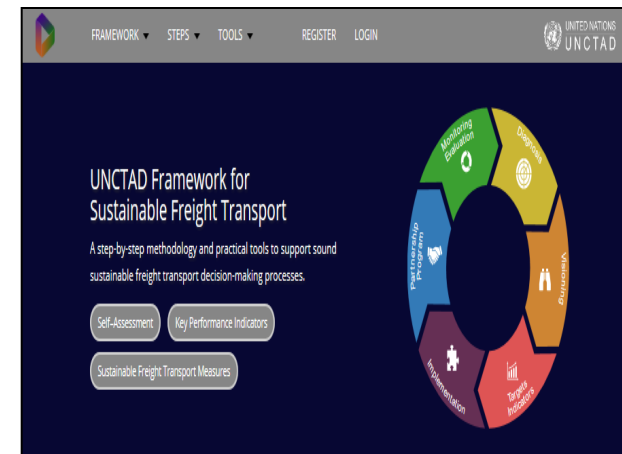 FRAMEWORK STEPS TOOLS REGISTER LOGIN
UNITED NATIONS
UNCTAD
UNCTAD Framework for
Sustainable Freight Transport
A step-by-step methodology and practical tools to support sound
sustainable freight transport decision-making processes.
Self-Assessment Key Performance Indicators
Sustainable Freight Transport Measures
Monitoring
Evaluation
Diagnosis
Visioning
Targets
Indicators
Implementation
Partnership
Program